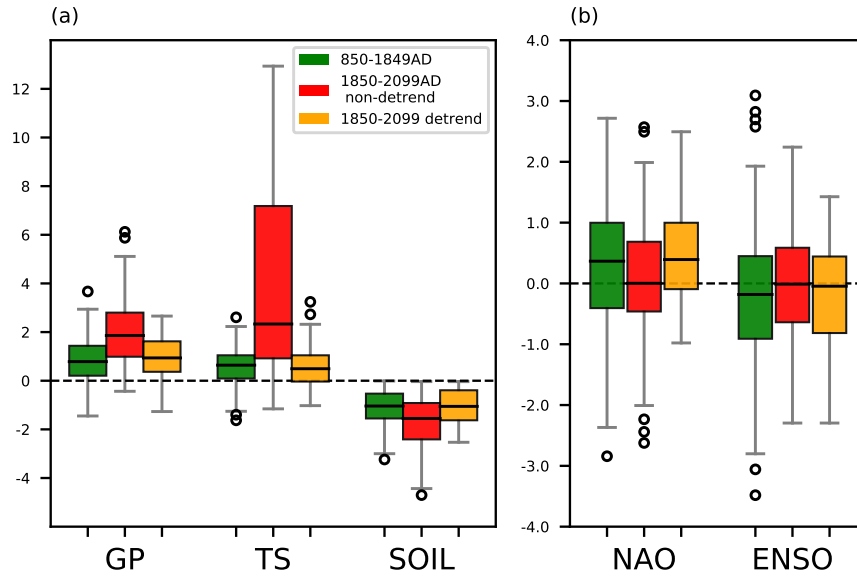 (a)
850-1849AD
1850-2099AD
non-detrend
1850-2099 detrend
12
10
8
6
4
2
0
-2
-4
GP TS SOIL
(b)
4.0
3.0
2.0
1.0
0.0
-1.0
-2.0
-3.0
-4.0
NAO ENSO